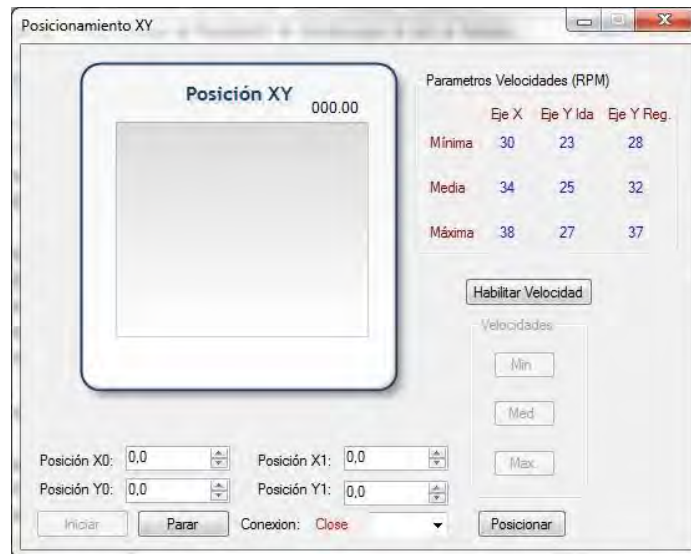 Posicionamiento XY
Posición XY
000.00
Parametros Velocidades (RPM)
Eje X Eje Y Ida Eje Y Reg.
Mínima 30 23 28
Media 34 25 32
Máxima 38 27 37
Habilitar Velocidad
Velocidades
Min
Med
Max
Posición X0: 0,0 Posición X1: 0,0
Posición Y0: 0,0 Posición Y1: 0,0
Iniciar Parar Conexion: Close Posicionar